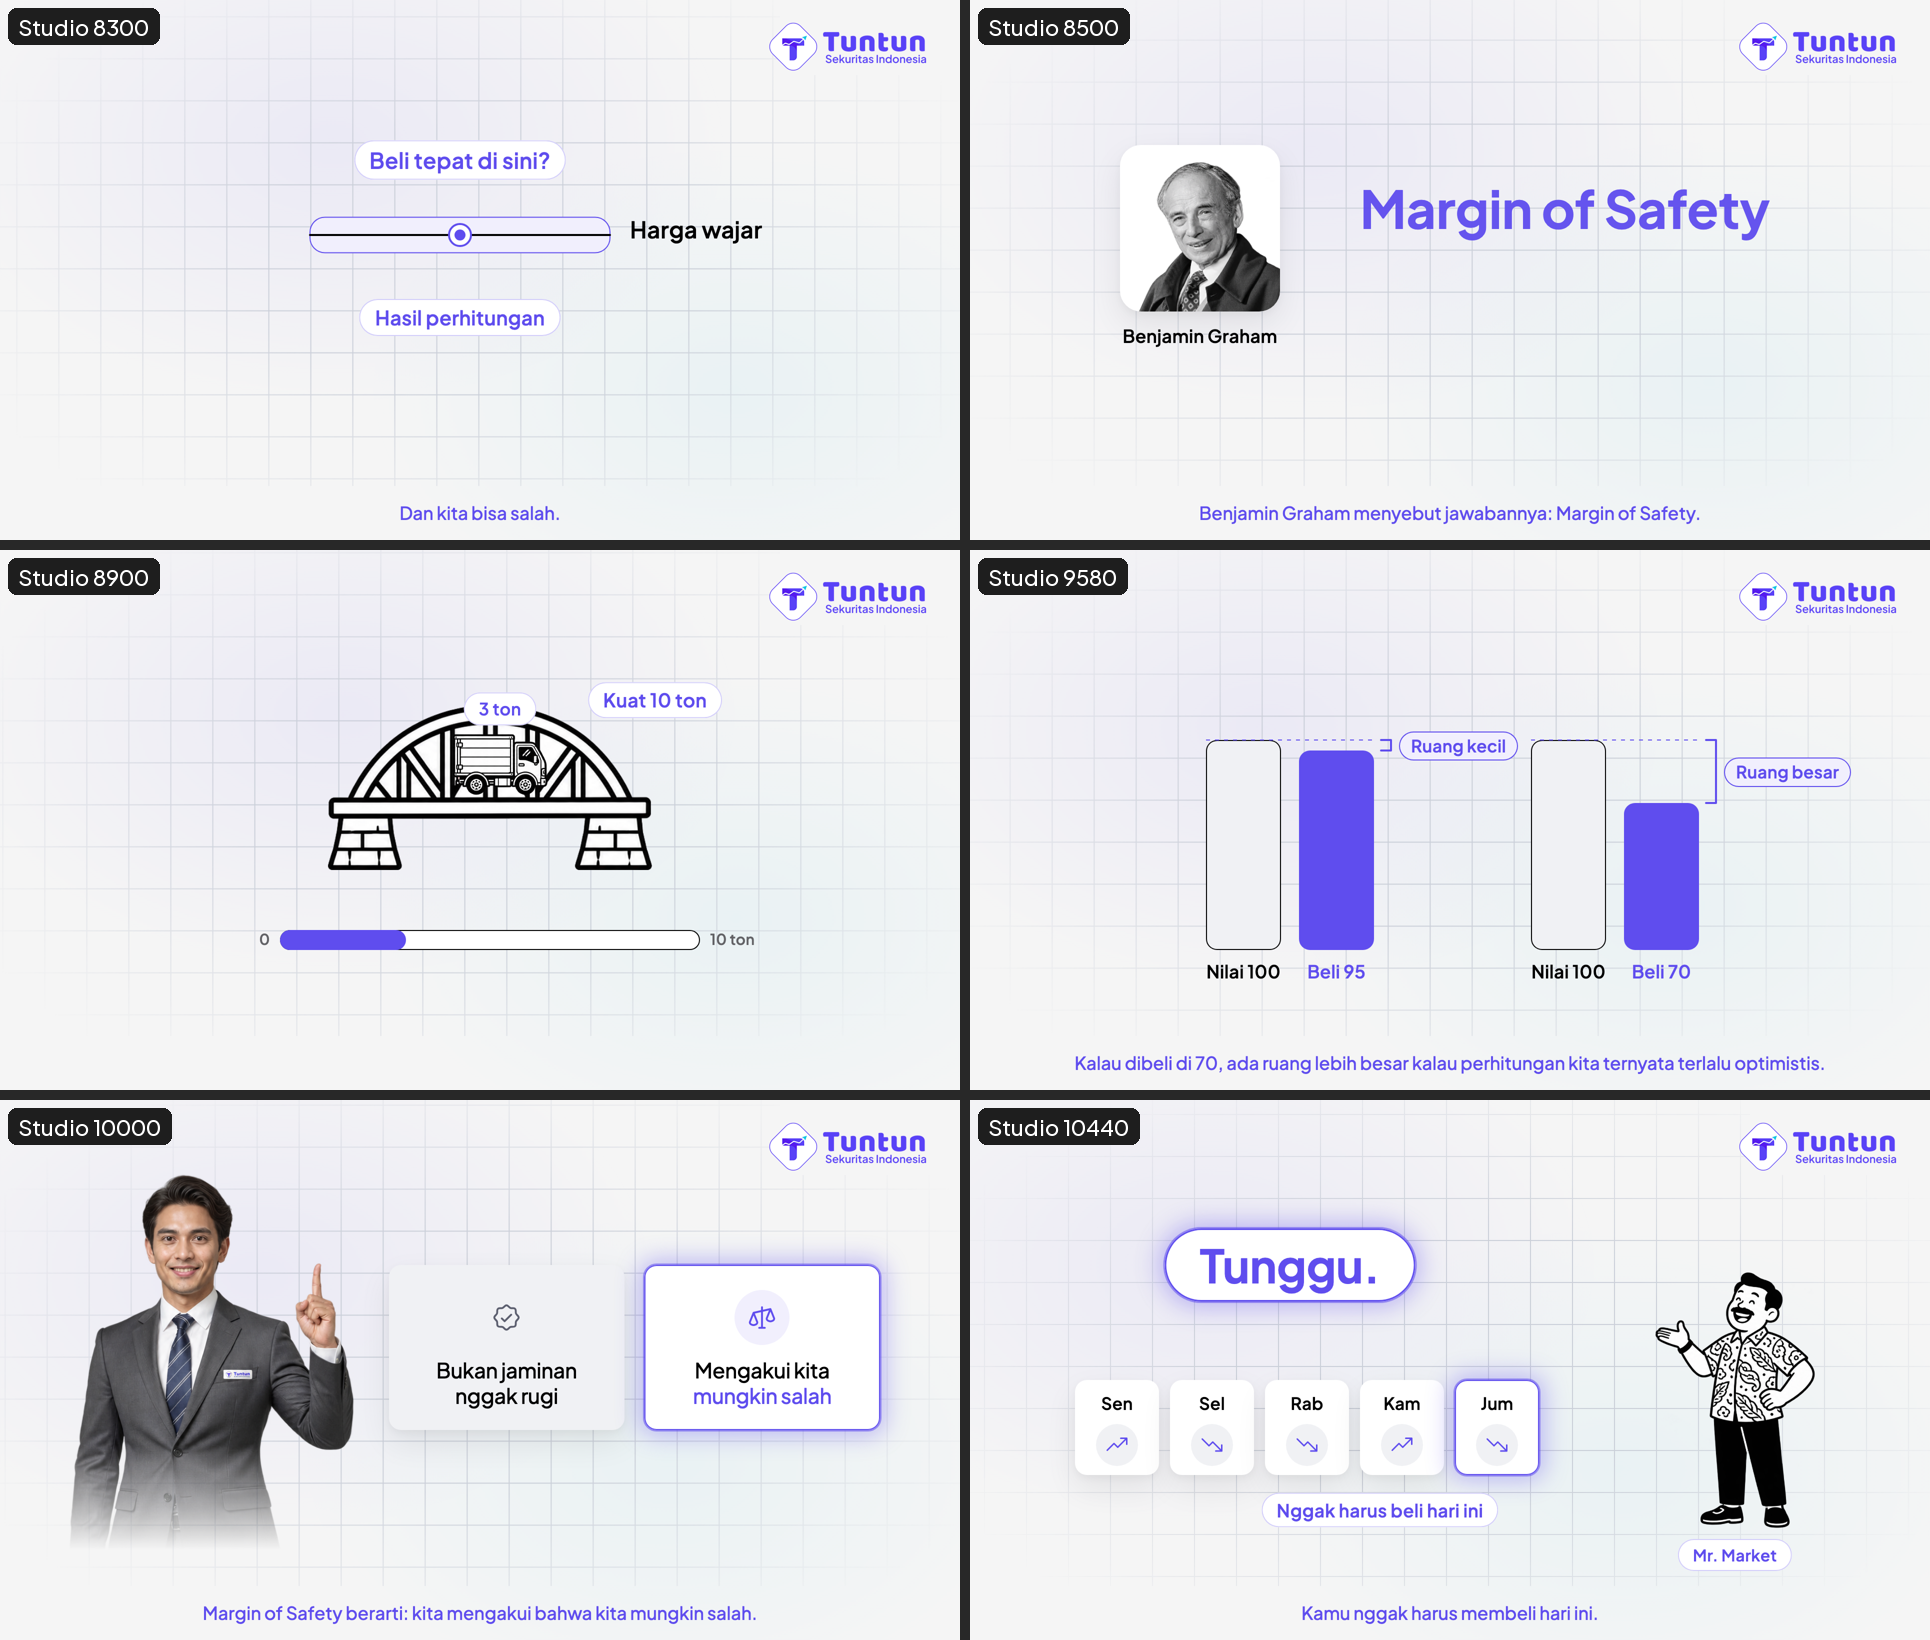 Studio 8300
Tuntun
Sekuritas Indonesia
Beli tepat di sini?
Harga wajar
Hasil perhitungan
Dan kita bisa salah.
Studio 8500
Tuntun
Sekuritas Indonesia
Margin of Safety
Benjamin Graham
Benjamin Graham menyebut jawabannya: Margin of Safety.
Studio 8900
Tuntun
Sekuritas Indonesia
3 ton
Kuat 10 ton
0
10 ton
Studio 9580
Tuntun
Sekuritas Indonesia
Ruang kecil
Ruang besar
Nilai 100
Beli 95
Nilai 100
Beli 70
Kalau dibeli di 70, ada ruang lebih besar kalau perhitungan kita ternyata terlalu optimistis.
Studio 10000
Tuntun
Sekuritas Indonesia
Tuntun
Bukan jaminan
nggak rugi
Mengakui kita
mungkin salah
Margin of Safety berarti: kita mengakui bahwa kita mungkin salah.
Studio 10440
Tuntun
Sekuritas Indonesia
Tunggu.
Sen
Sel
Rab
Kam
Jum
Nggak harus beli hari ini
Mr. Market
Kamu nggak harus membeli hari ini.